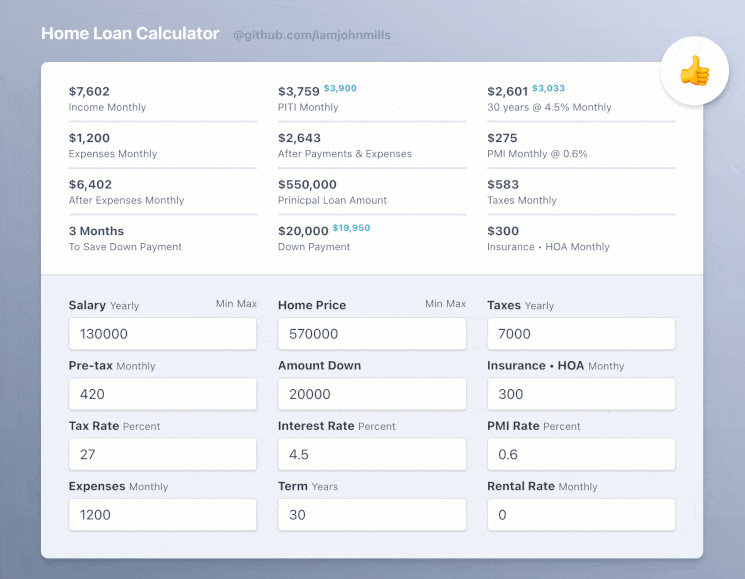 Home Loan Calculator @github.com/iamjohnmills
$7,602 $3,759 $3,900 $2,601 $3,033
Income Monthly PITI Monthly 30 years @ 4.5% Monthly
$1,200 $2,643 $275
Expenses Monthly After Payments & Expenses PMI Monthly @ 0.6%
$6,402 $550,000 $583
After Expenses Monthly Prinicpal Loan Amount Taxes Monthly
3 Months $20,000 $19,950 $300
To Save Down Payment Down Payment Insurance • HOA Monthly
Salary Yearly Min Max Home Price Min Max Taxes Yearly
130000 570000 7000
Pre-tax Monthly Amount Down Insurance • HOA Monthy
420 20000 300
Tax Rate Percent Interest Rate Percent PMI Rate Percent
27 4.5 0.6
Expenses Monthly Term Years Rental Rate Monthly
1200 30 0